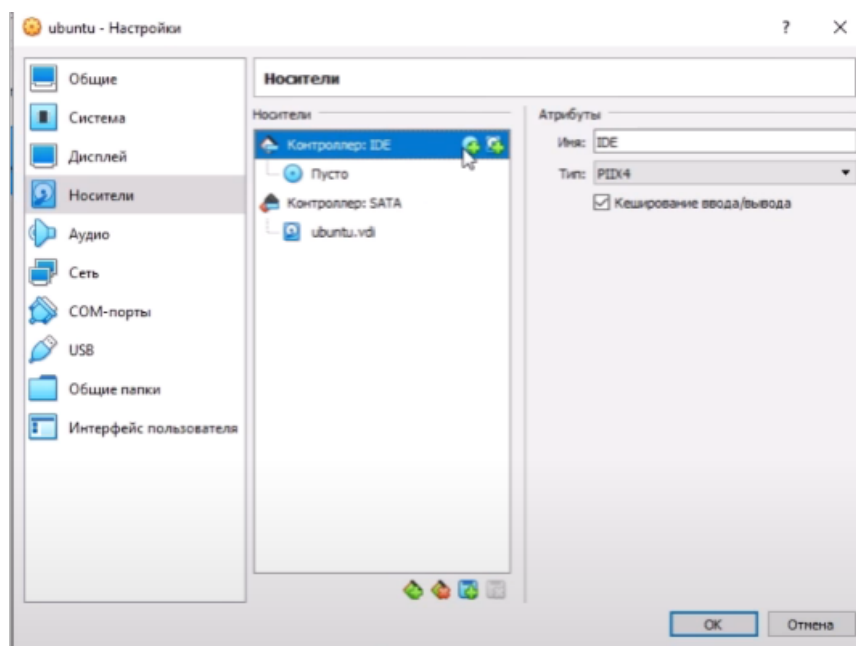 ubuntu - Настройки
?
Общие
Система
Дисплей
Носители
Аудио
Сеть
COM-порты
USB
Общие папки
Интерфейс пользователя
Носители
Носители
Контроллер: IDE
Пусто
Контроллер: SATA
ubuntu.vdi
Атрибуты
Имя: IDE
Тип: PIIX4
Кеширование ввода/вывода
OK
Отмена